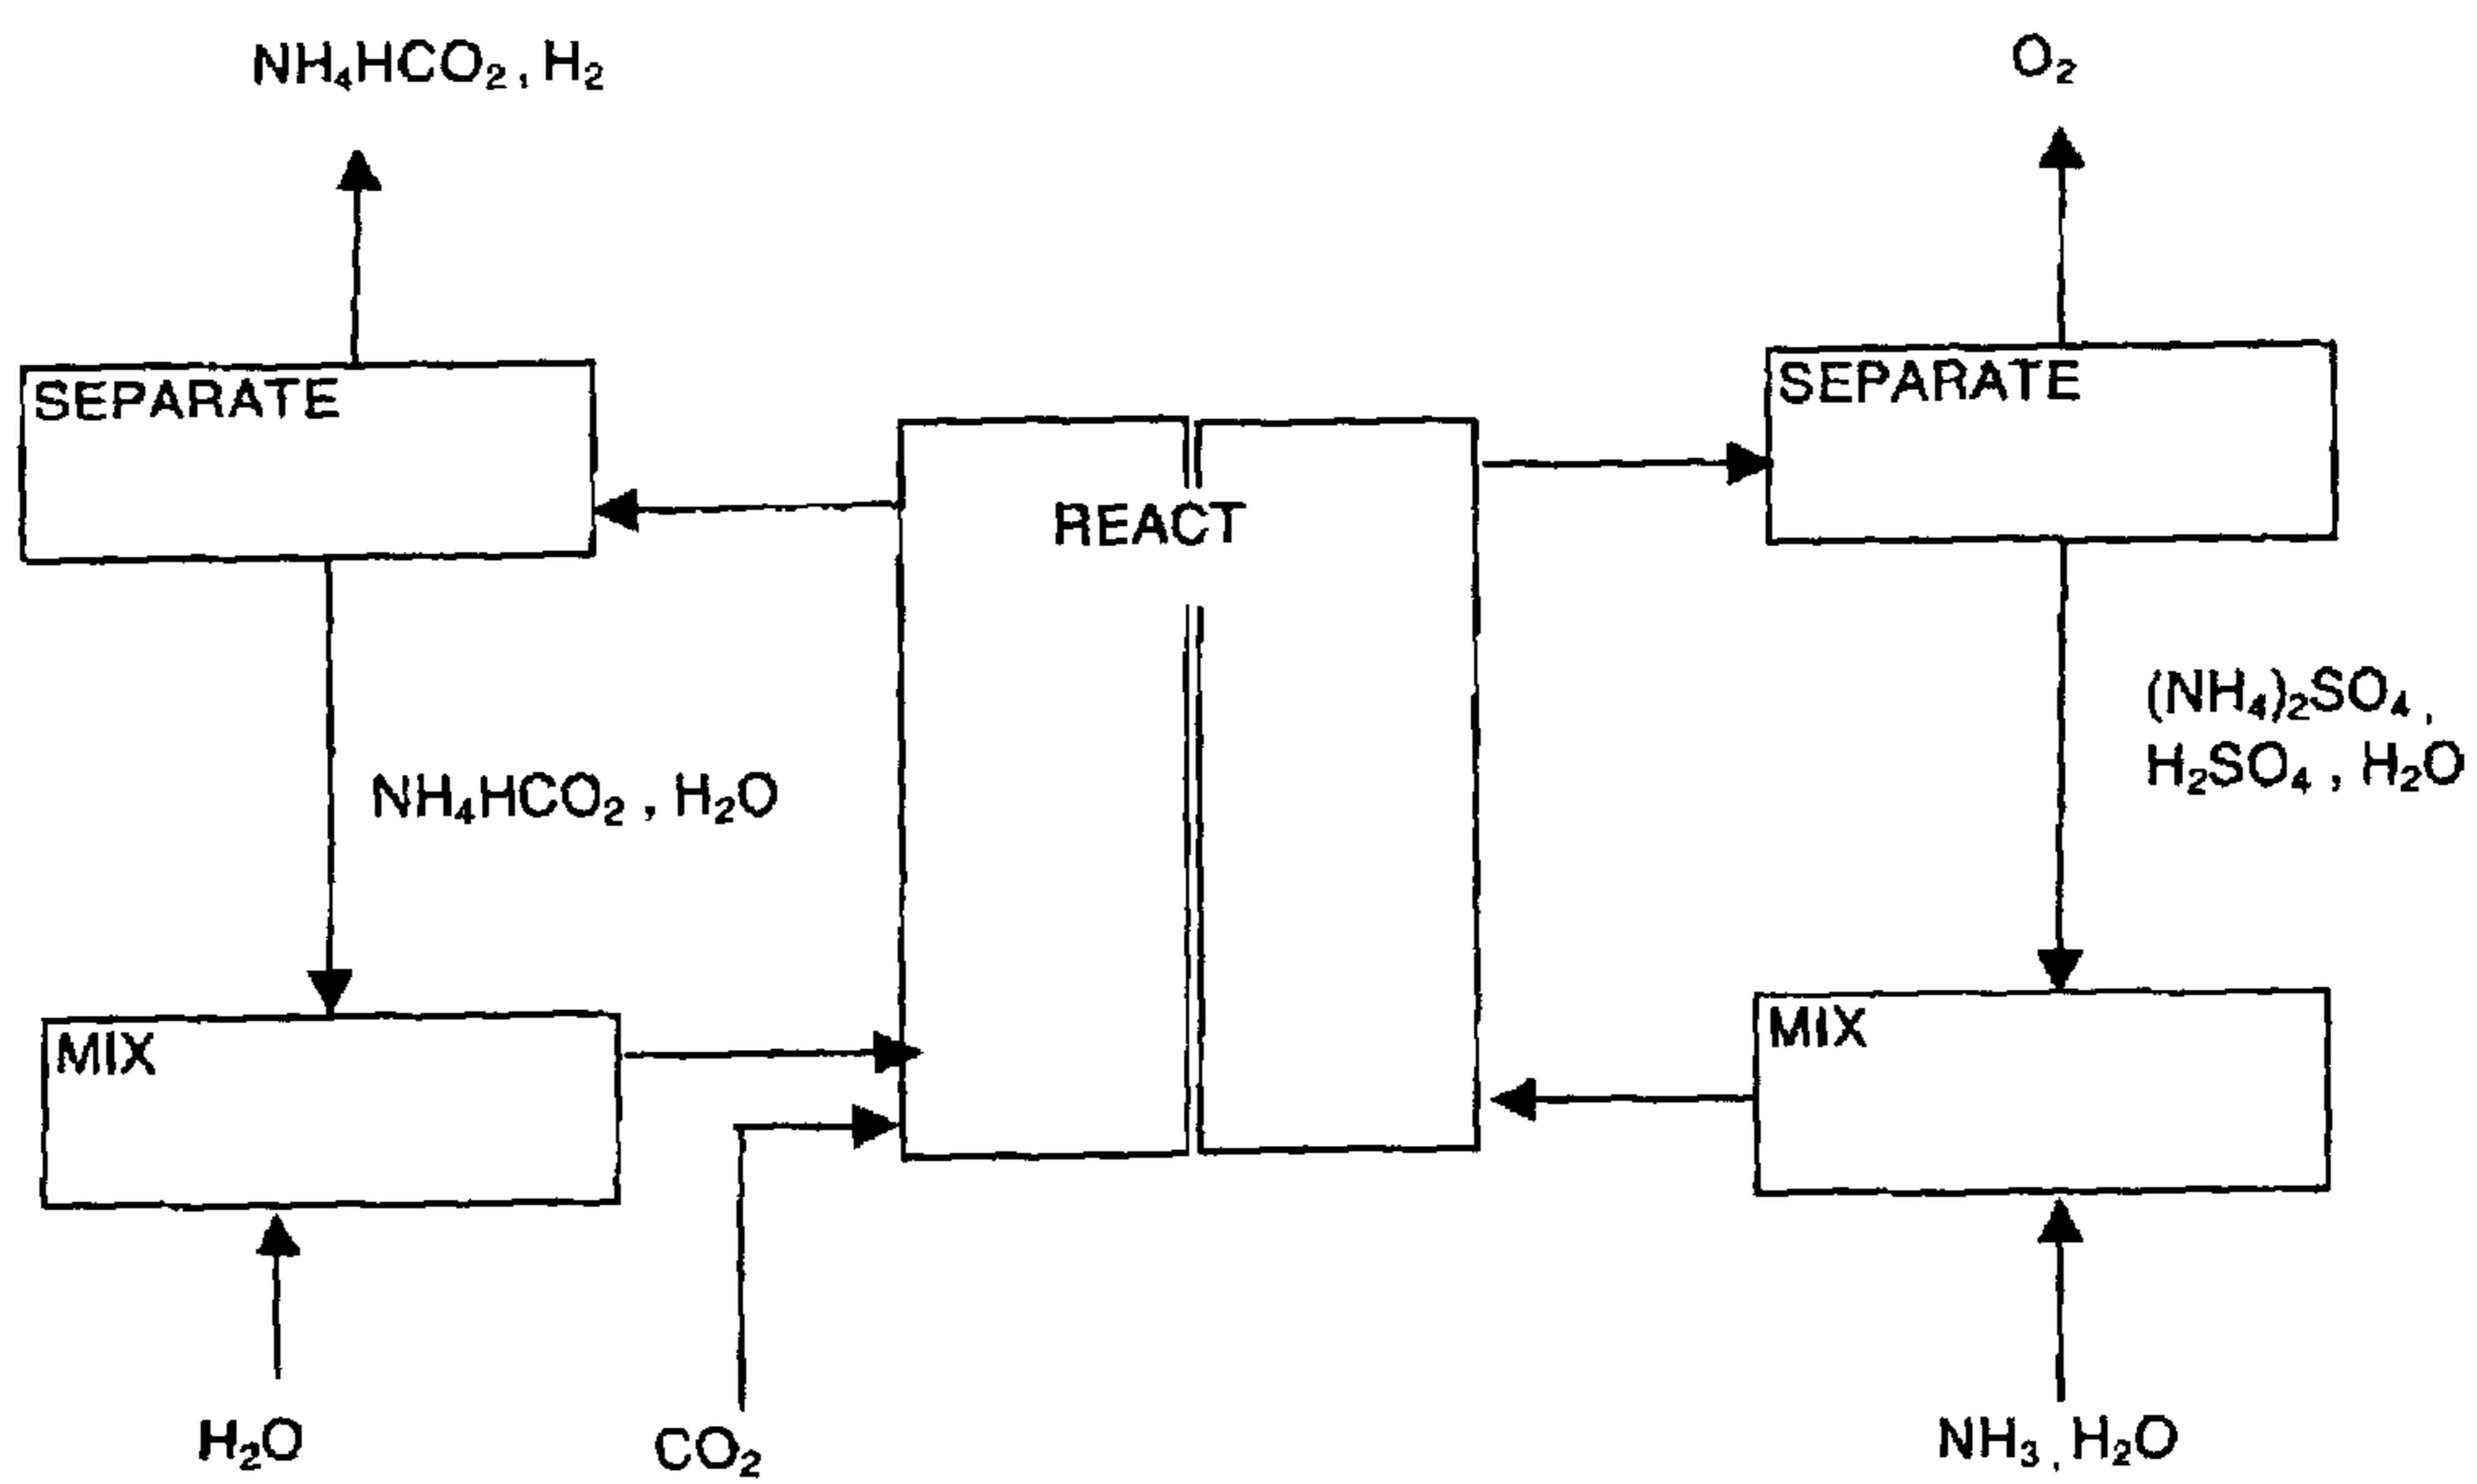 NH₄HCO₂, H₂
O₂
SEPARATE
SEPARATE
REACT
(NH₄)₂SO₄,
H₂SO₄, H₂O
NH₄HCO₂, H₂O
MIX
MIX
H₂O
CO₂
NH₃, H₂O